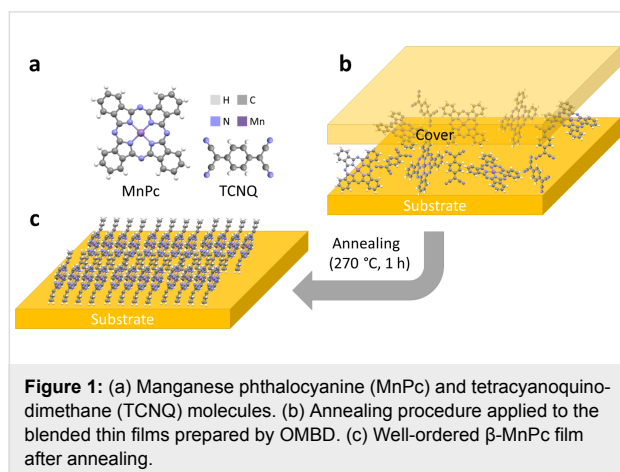 a
H C
N Mn
MnPc TCNQ
b
Cover
Substrate
Annealing
(270 °C, 1 h)
c
Substrate
Figure 1: (a) Manganese phthalocyanine (MnPc) and tetracyanoquino-
dimethane (TCNQ) molecules. (b) Annealing procedure applied to the
blended thin films prepared by OMBD. (c) Well-ordered β-MnPc film
after annealing.